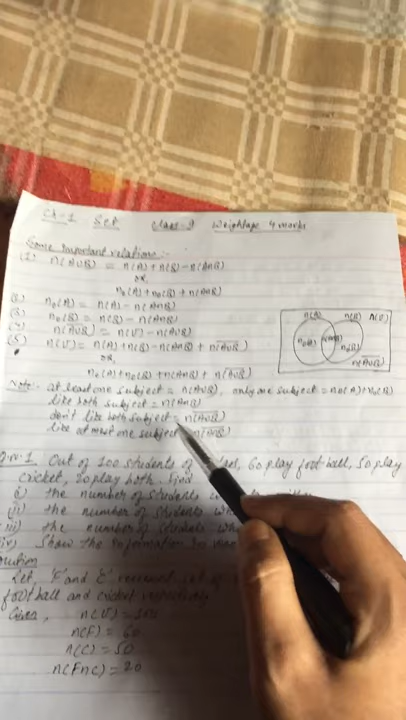 Ch-1 Set Class-9 Weightage 4 marks
Some important relations:-
(1) n(A∪B) = n(A)+n(B)-n(A∩B)
OR,
n₀(A)+n₀(B)+n(A∩B)
(2) n₀(A) = n(A)-n(A∩B)
(3) n₀(B) = n(B)-n(A∩B)
(4) n(A∪B)‾ = n(U)-n(A∪B)
(5) n(U) = n(A)+n(B)-n(A∩B) + n(A∪B)‾
OR,
n₀(A)+n₀(B)+n(A∩B) + n(A∪B)‾
n(A) n(B) n(U)
n₀(A) n(A∩B) n₀(B)
n(A∪B)‾
Note: at least one subject = n(A∪B), only one subject = n₀(A)+n₀(B)
like both subject = n(A∩B)
don't like both subject = n(A∪B)‾
like at most one subject = n(A∩B)‾
Q.n.1 Out of 100 students of, 60 play football, 50 play
cricket, 20 play both. Find
i) the number of students
(ii) the number of students
iii) the number of students
(iv) Show the information in
Solution
Let, 'F' and 'C' represent set of
football and cricket respectively
Given, n(U) = 100
n(F) = 60
n(C) = 50
n(F∩C) = 20